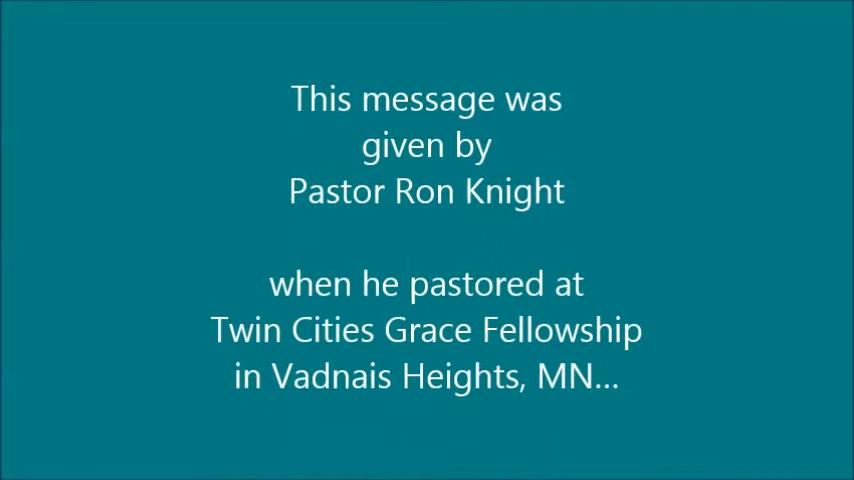 This message was
given by
Pastor Ron Knight
when he pastored at
Twin Cities Grace Fellowship
in Vadnais Heights, MN...